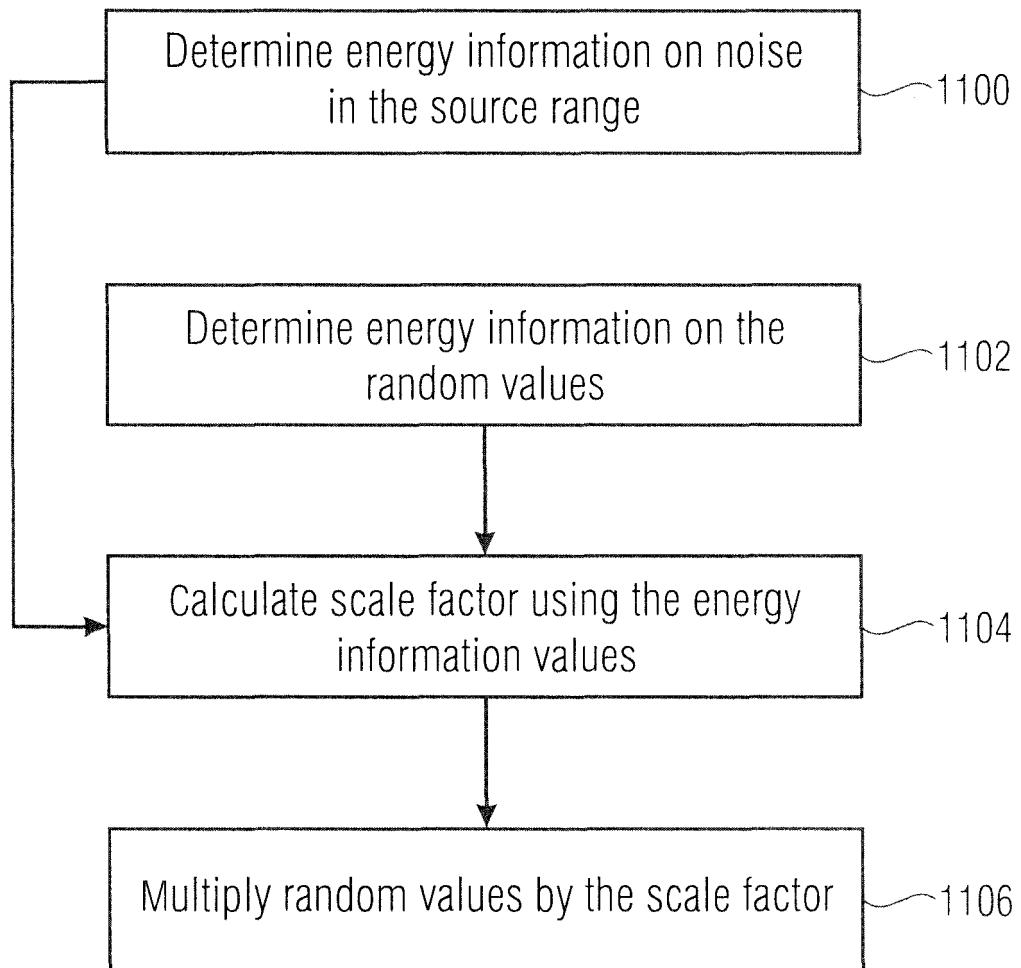 Determine energy information on noise
in the source range
1100
Determine energy information on the
random values
1102
Calculate scale factor using the energy
information values
1104
Multiply random values by the scale factor
1106